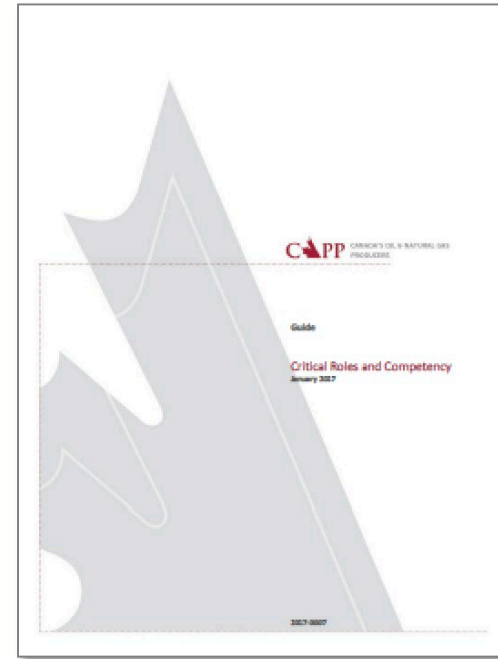 CAPP CANADA'S OIL & NATURAL GAS
PRODUCERS
Guide
Critical Roles and Competency
January 2017
2017-0007